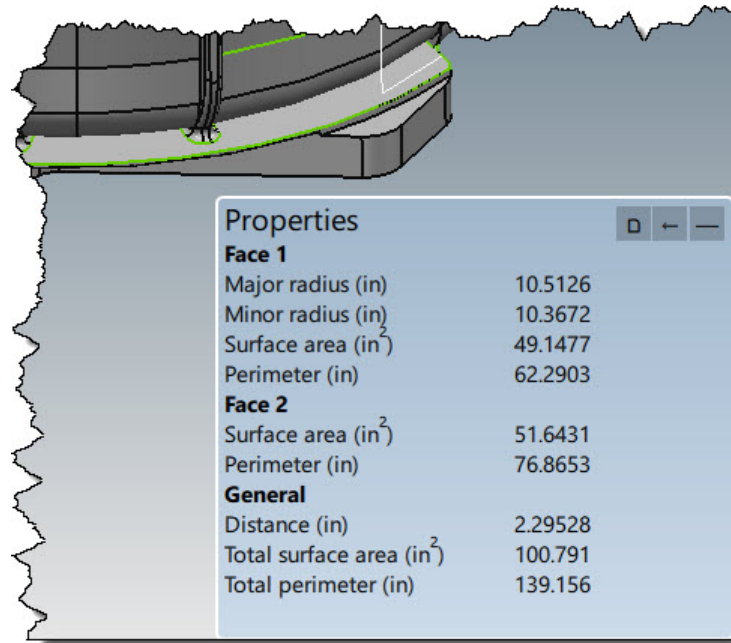 Properties
Face 1
Major radius (in) 10.5126
Minor radius (in) 10.3672
Surface area (in²) 49.1477
Perimeter (in) 62.2903
Face 2
Surface area (in²) 51.6431
Perimeter (in) 76.8653
General
Distance (in) 2.29528
Total surface area (in²) 100.791
Total perimeter (in) 139.156